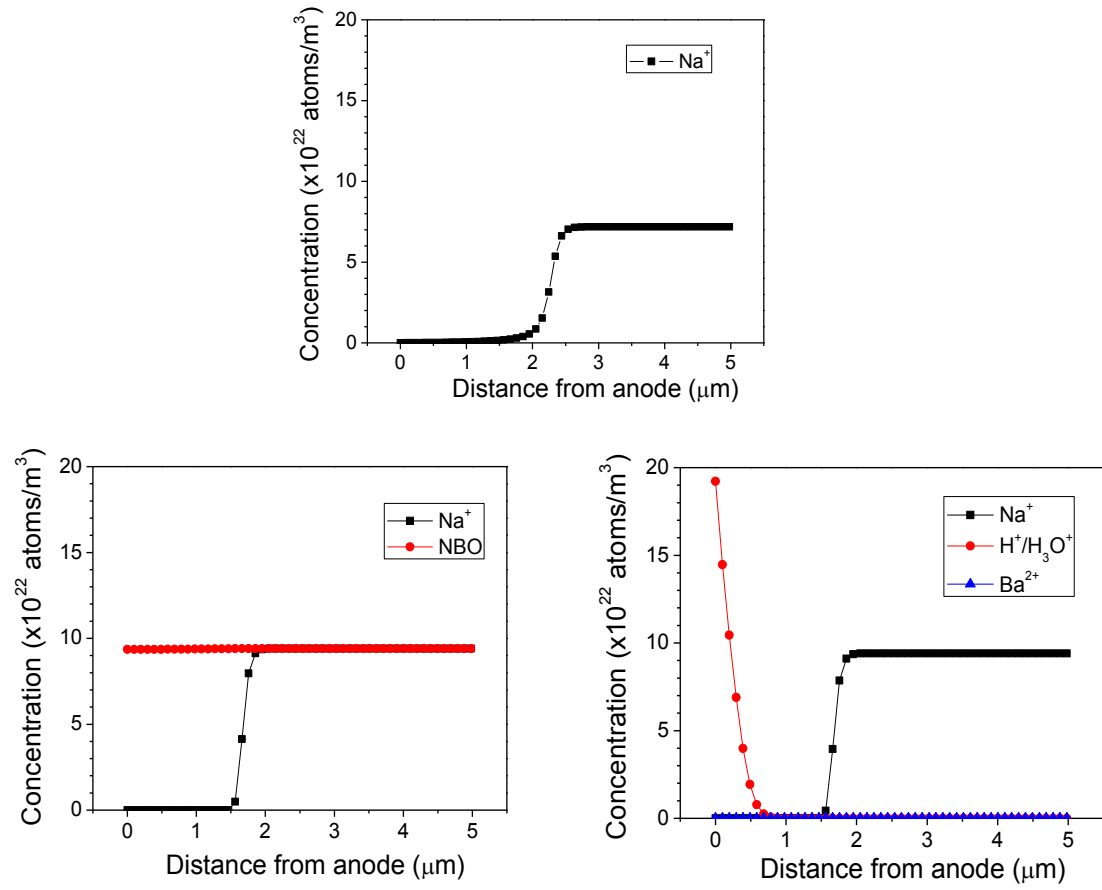 Concentration (x10²² atoms/m³)
20
15
10
5
0
Na⁺
0 1 2 3 4 5
Distance from anode (μm)
Concentration (x10²² atoms/m³)
20
15
10
5
0
Na⁺
NBO
0 1 2 3 4 5
Distance from anode (μm)
Concentration (x10²² atoms/m³)
20
15
10
5
0
Na⁺
H⁺/H₃O⁺
Ba²⁺
0 1 2 3 4 5
Distance from anode (μm)